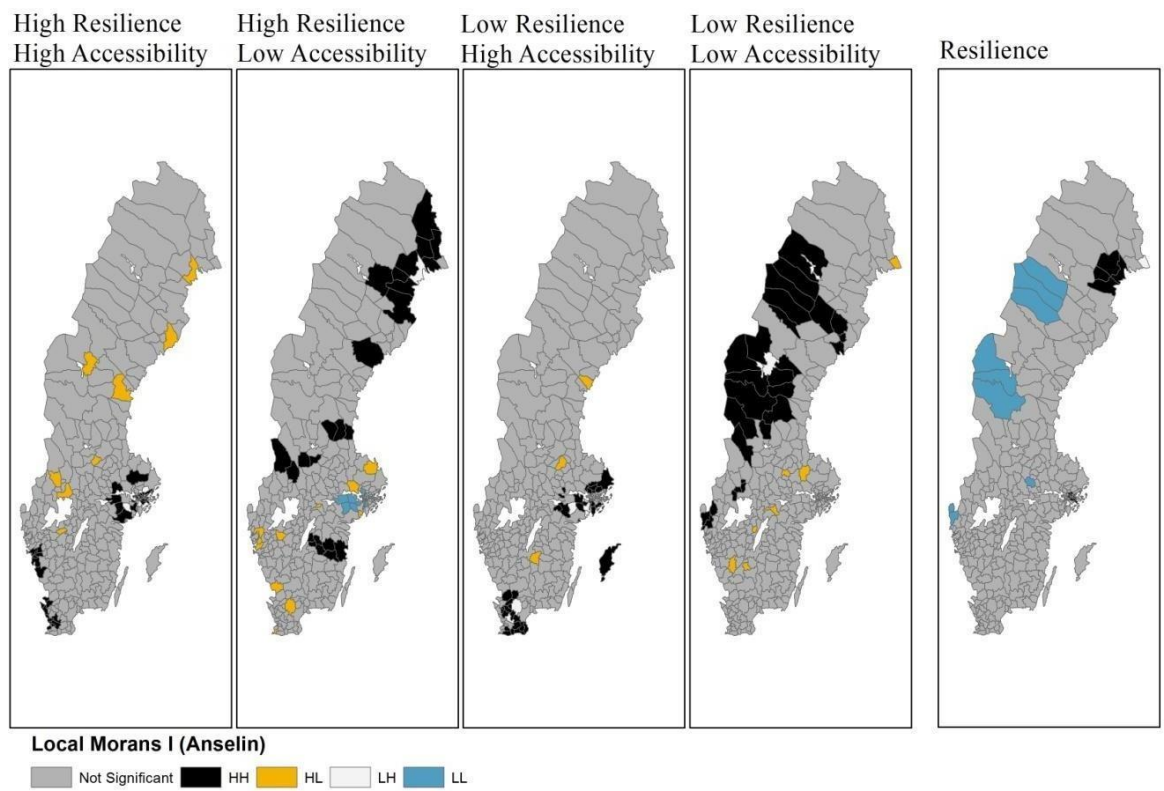 High Resilience
High Accessibility
High Resilience
Low Accessibility
Low Resilience
High Accessibility
Low Resilience
Low Accessibility
Resilience
Local Morans I (Anselin)
Not Significant HH HL LH LL